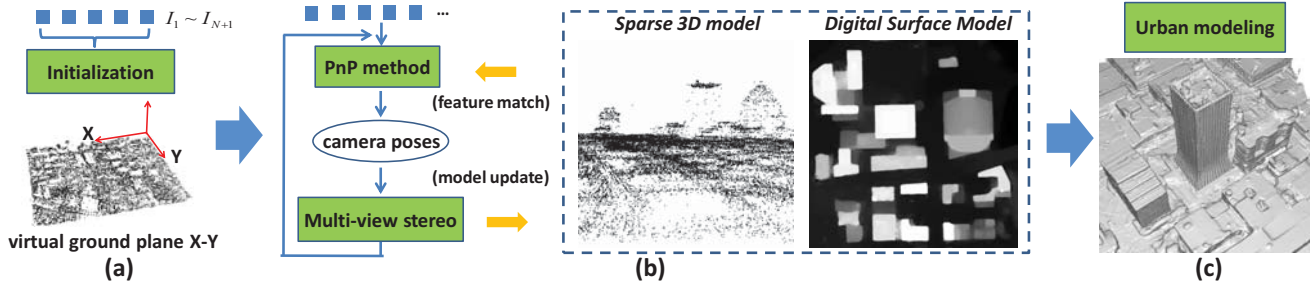 I₁ ~ I_{N+1}
Initialization
X
Y
virtual ground plane X-Y
(a)
...
PnP method
(feature match)
camera poses
(model update)
Multi-view stereo
Sparse 3D model
Digital Surface Model
(b)
Urban modeling
(c)